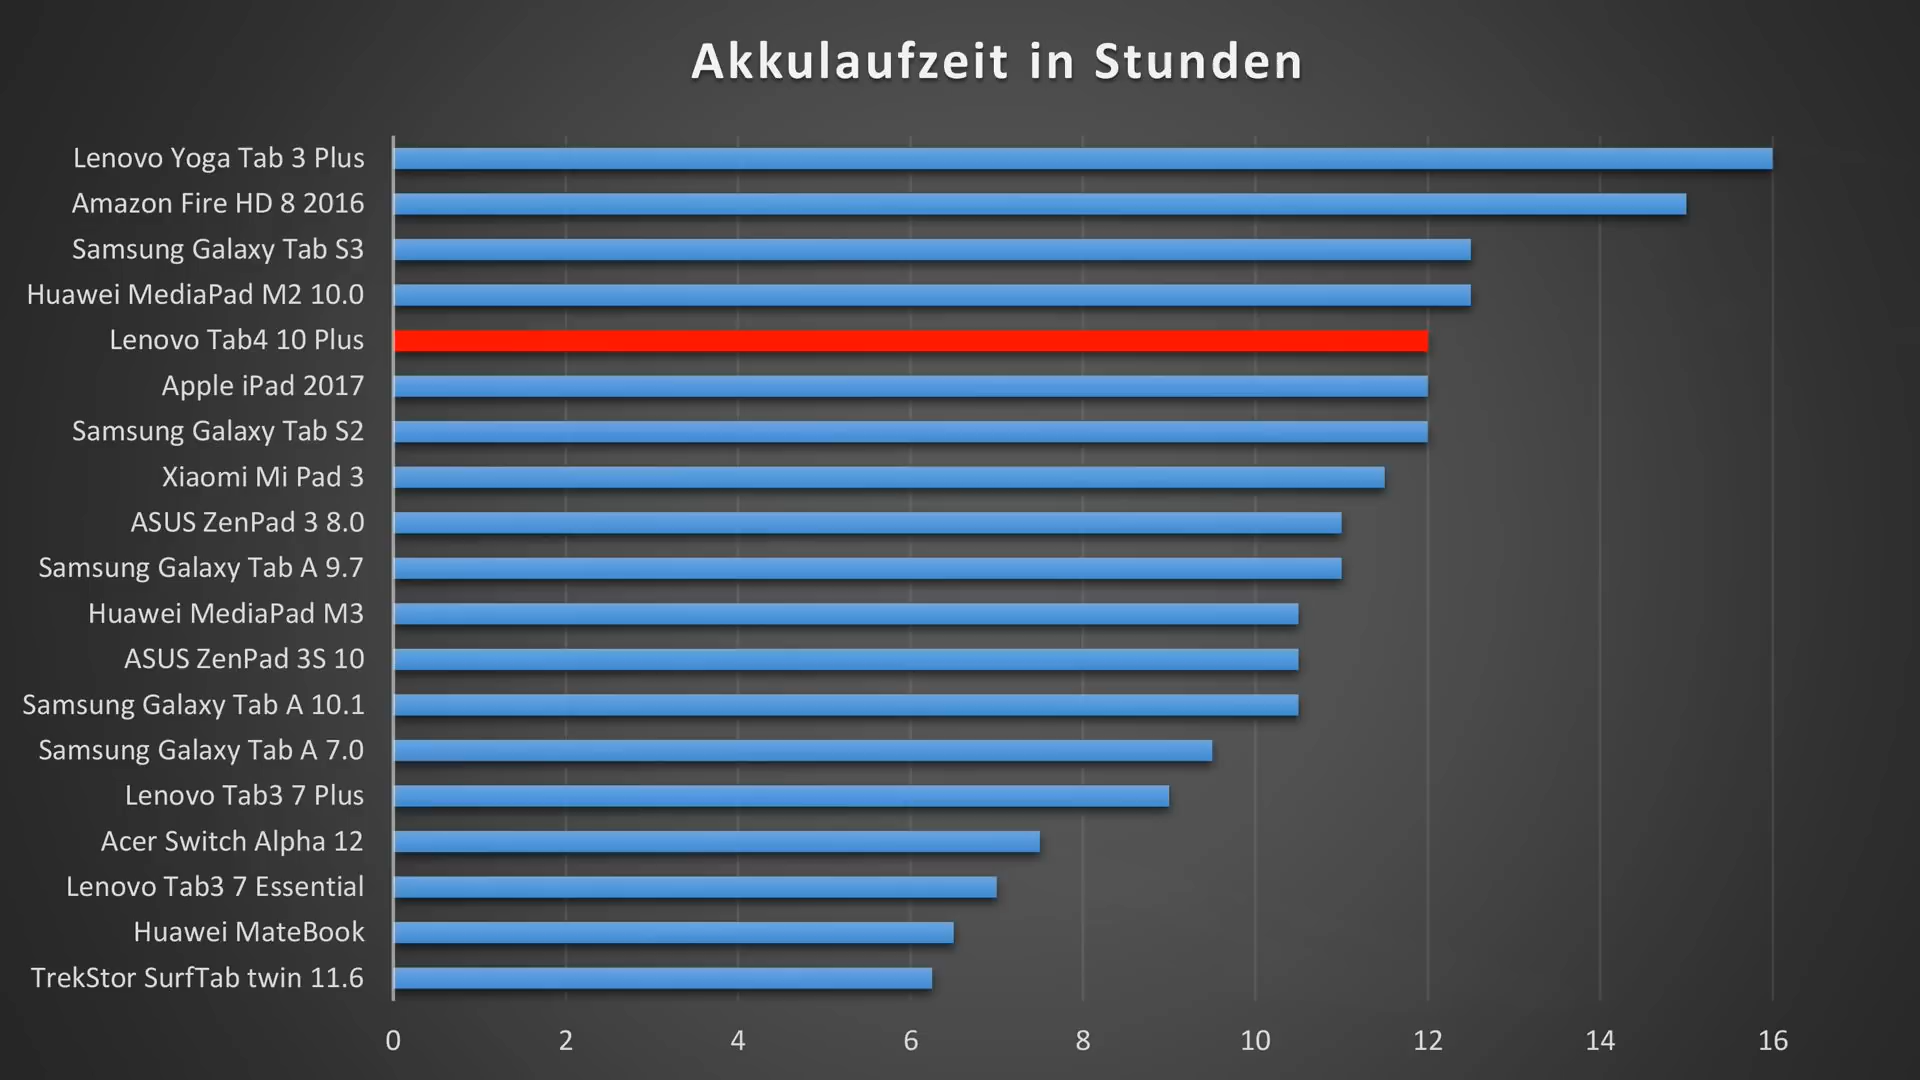 Akkulaufzeit in Stunden
Lenovo Yoga Tab 3 Plus
Amazon Fire HD 8 2016
Samsung Galaxy Tab S3
Huawei MediaPad M2 10.0
Lenovo Tab4 10 Plus
Apple iPad 2017
Samsung Galaxy Tab S2
Xiaomi Mi Pad 3
ASUS ZenPad 3 8.0
Samsung Galaxy Tab A 9.7
Huawei MediaPad M3
ASUS ZenPad 3S 10
Samsung Galaxy Tab A 10.1
Samsung Galaxy Tab A 7.0
Lenovo Tab3 7 Plus
Acer Switch Alpha 12
Lenovo Tab3 7 Essential
Huawei MateBook
TrekStor SurfTab twin 11.6
0 2 4 6 8 10 12 14 16